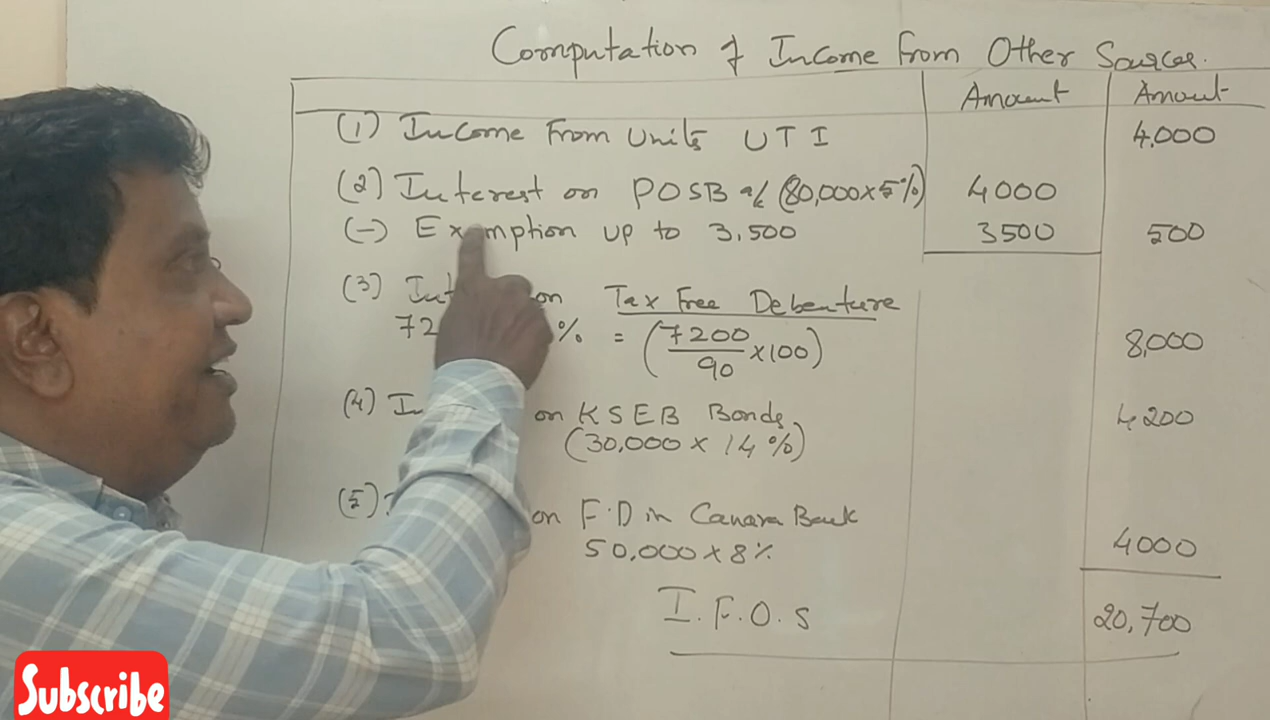 Computation of Income From Other Sources.
Amount Amount
(1) Income From Units UTI 4.000
(2) Interest on POSB a/c (80,000×5%) 4000
(-) Exemption up to 3,500 3500 500
(3) Int on Tax Free Debenture
72 % = (7200/90 ×100) 8,000
(4) I on KSEB Bonds 4200
(30,000 × 14%)
(5) on F.D in Canara Bank
50,000 × 8% 4000
I.F.O.S 20,700
Subscribe